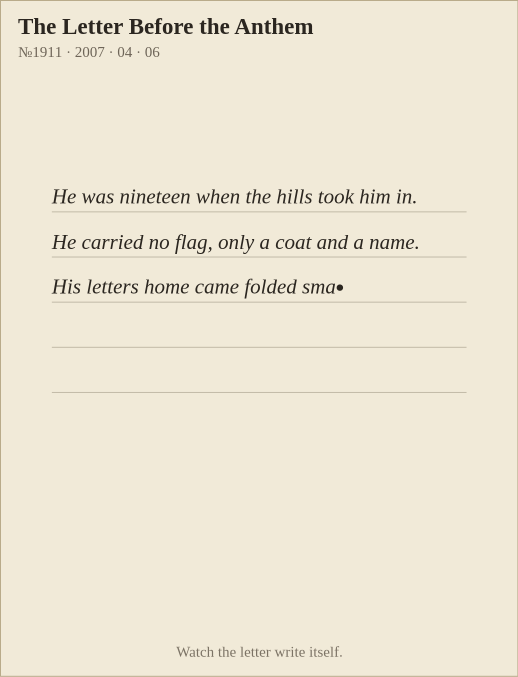 The Letter Before the Anthem
№1911 · 2007 · 04 · 06
He was nineteen when the hills took him in.
He carried no flag, only a coat and a name.
His letters home came folded sma
Watch the letter write itself.